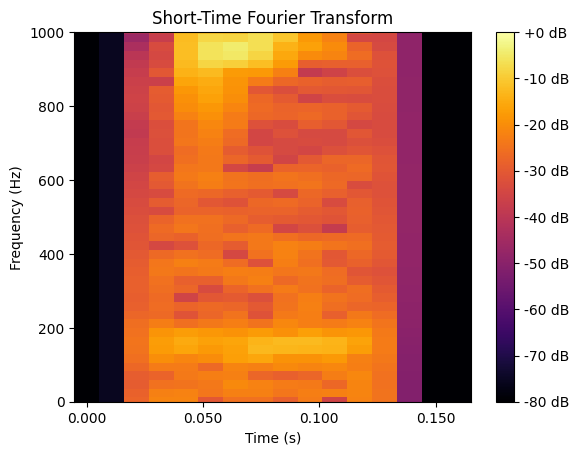 Short-Time Fourier Transform
Frequency (Hz)
1000
800
600
400
200
0
0.000
0.050
0.100
0.150
Time (s)
+0 dB
-10 dB
-20 dB
-30 dB
-40 dB
-50 dB
-60 dB
-70 dB
-80 dB